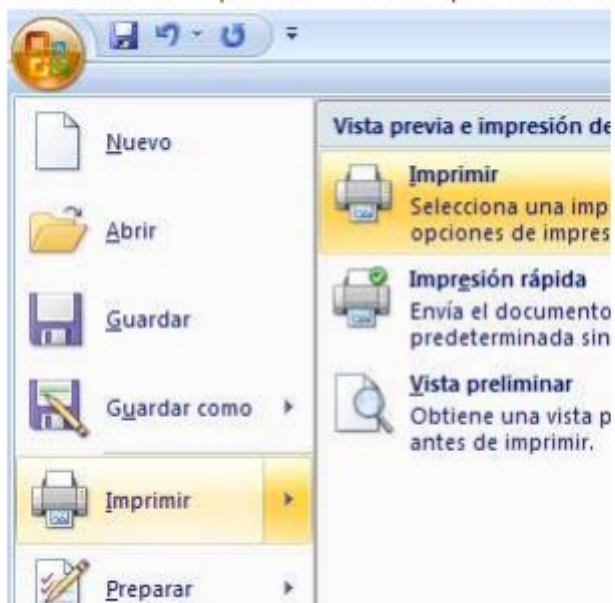 Nuevo
Abrir
Guardar
Guardar como
Imprimir
Preparar
Vista previa e impresión de
Imprimir
Selecciona una imp
opciones de impres
Impresión rápida
Envía el documento
predeterminada sin
Vista preliminar
Obtiene una vista p
antes de imprimir.